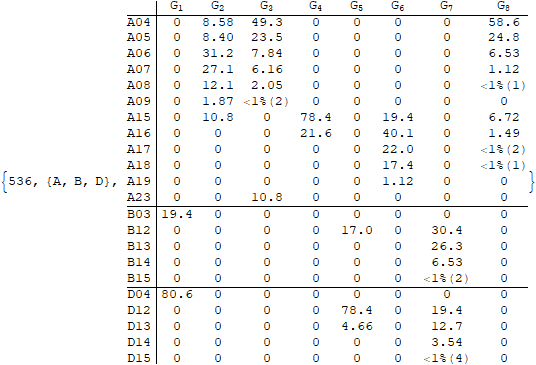 G1 G2 G3 G4 G5 G6 G7 G8
A04 0 8.58 49.3 0 0 0 0 58.6
A05 0 8.40 23.5 0 0 0 0 24.8
A06 0 31.2 7.84 0 0 0 0 6.53
A07 0 27.1 6.16 0 0 0 0 1.12
A08 0 12.1 2.05 0 0 0 0 <1%(1)
A09 0 1.87 <1%(2) 0 0 0 0 0
A15 0 10.8 0 78.4 0 19.4 0 6.72
A16 0 0 0 21.6 0 40.1 0 1.49
A17 0 0 0 0 0 22.0 0 <1%(2)
A18 0 0 0 0 0 17.4 0 <1%(1)
{536, {A, B, D}, A19 0 0 0 0 0 1.12 0 0 }
A23 0 0 10.8 0 0 0 0 0
B03 19.4 0 0 0 0 0 0 0
B12 0 0 0 0 17.0 0 30.4 0
B13 0 0 0 0 0 0 26.3 0
B14 0 0 0 0 0 0 6.53 0
B15 0 0 0 0 0 0 <1%(2) 0
D04 80.6 0 0 0 0 0 0 0
D12 0 0 0 0 78.4 0 19.4 0
D13 0 0 0 0 4.66 0 12.7 0
D14 0 0 0 0 0 0 3.54 0
D15 0 0 0 0 0 0 <1%(4) 0